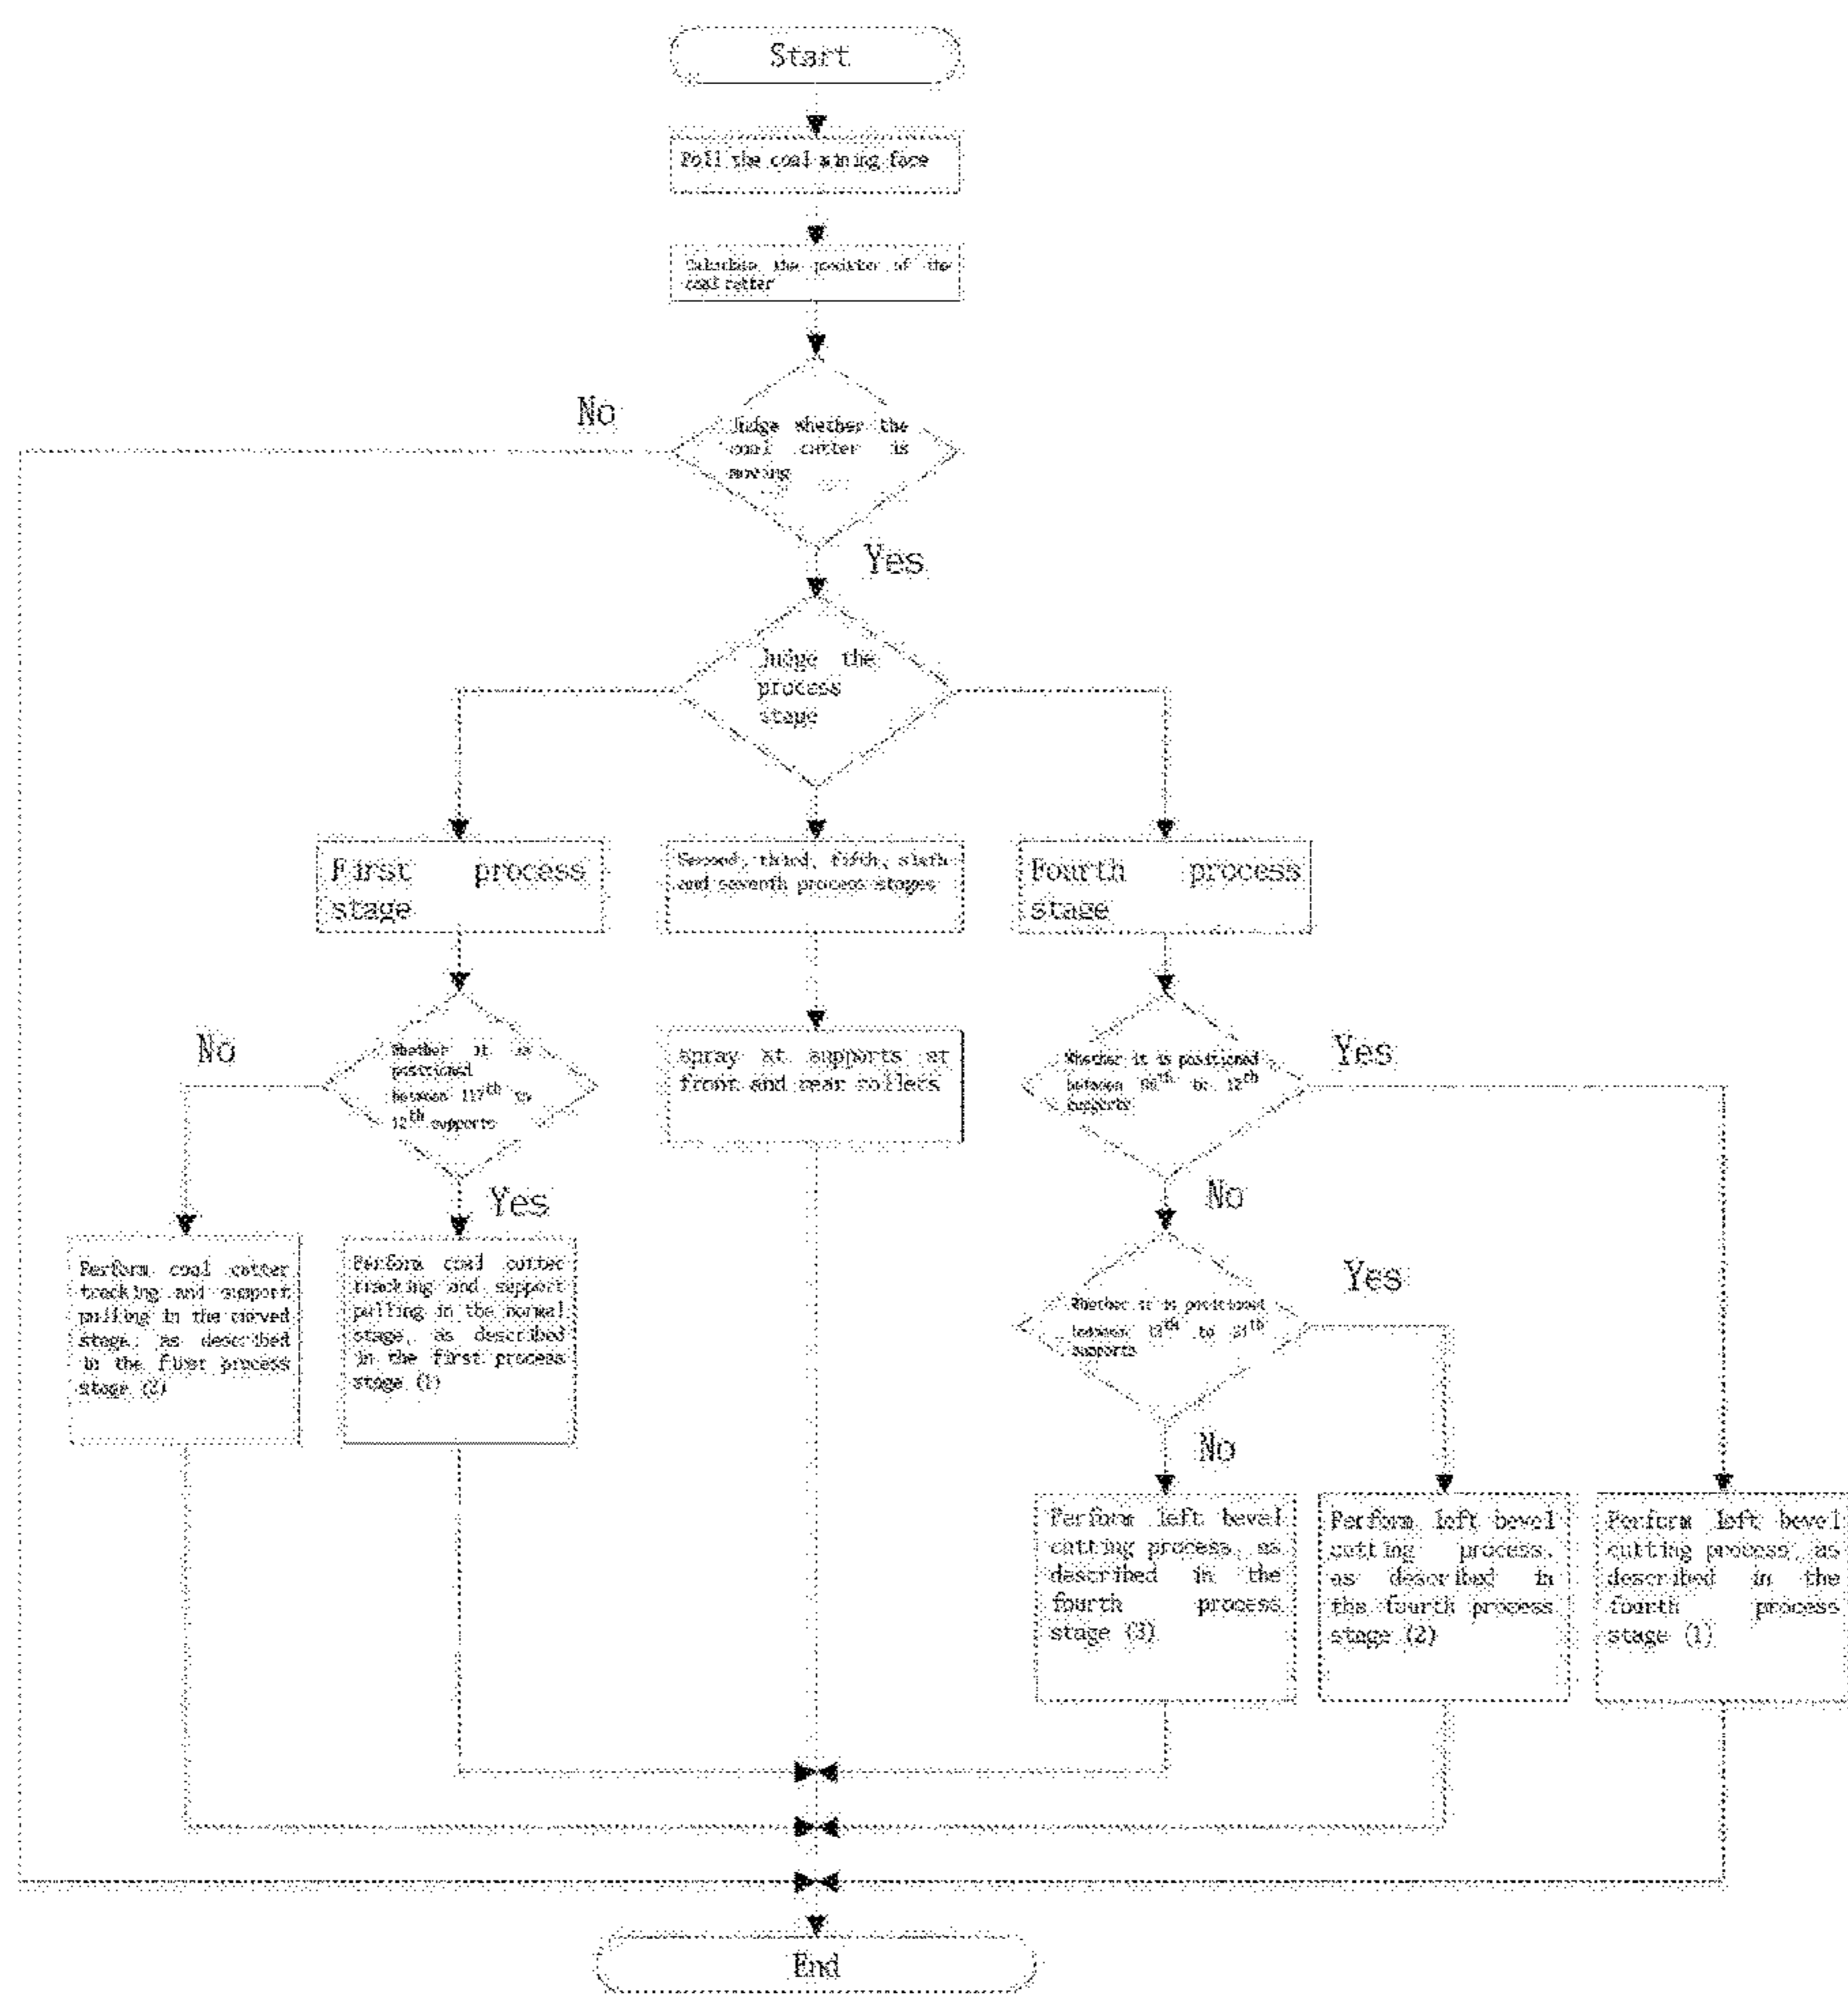 Start
Poll the coal mining face
Calculate the position of the
coal cutter
No
Judge whether the
coal cutter is
moving
Yes
Judge the
process
stage
First process
stage
Second, third, fifth, sixth
and seventh process stages
Fourth process
stage
No
Whether it is
positioned
between 117th to
12th supports
Yes
Spray at supports at
front and rear rollers
Whether it is positioned
between to 12th
supports
Yes
No
Whether it is positioned
between to 21th
supports
Yes
No
Perform coal cutter
tracking and support
pulling in the curved
stage, as described
in the first process
stage (2)
Perform coal cutter
tracking and support
pulling in the normal
stage, as described
in the first process
stage (1)
Perform left bevel
cutting process, as
described in the
fourth process
stage (3)
Perform left bevel
cutting process,
as described in
the fourth process
stage (2)
Perform left bevel
cutting process, as
described in the
fourth process
stage (1)
End